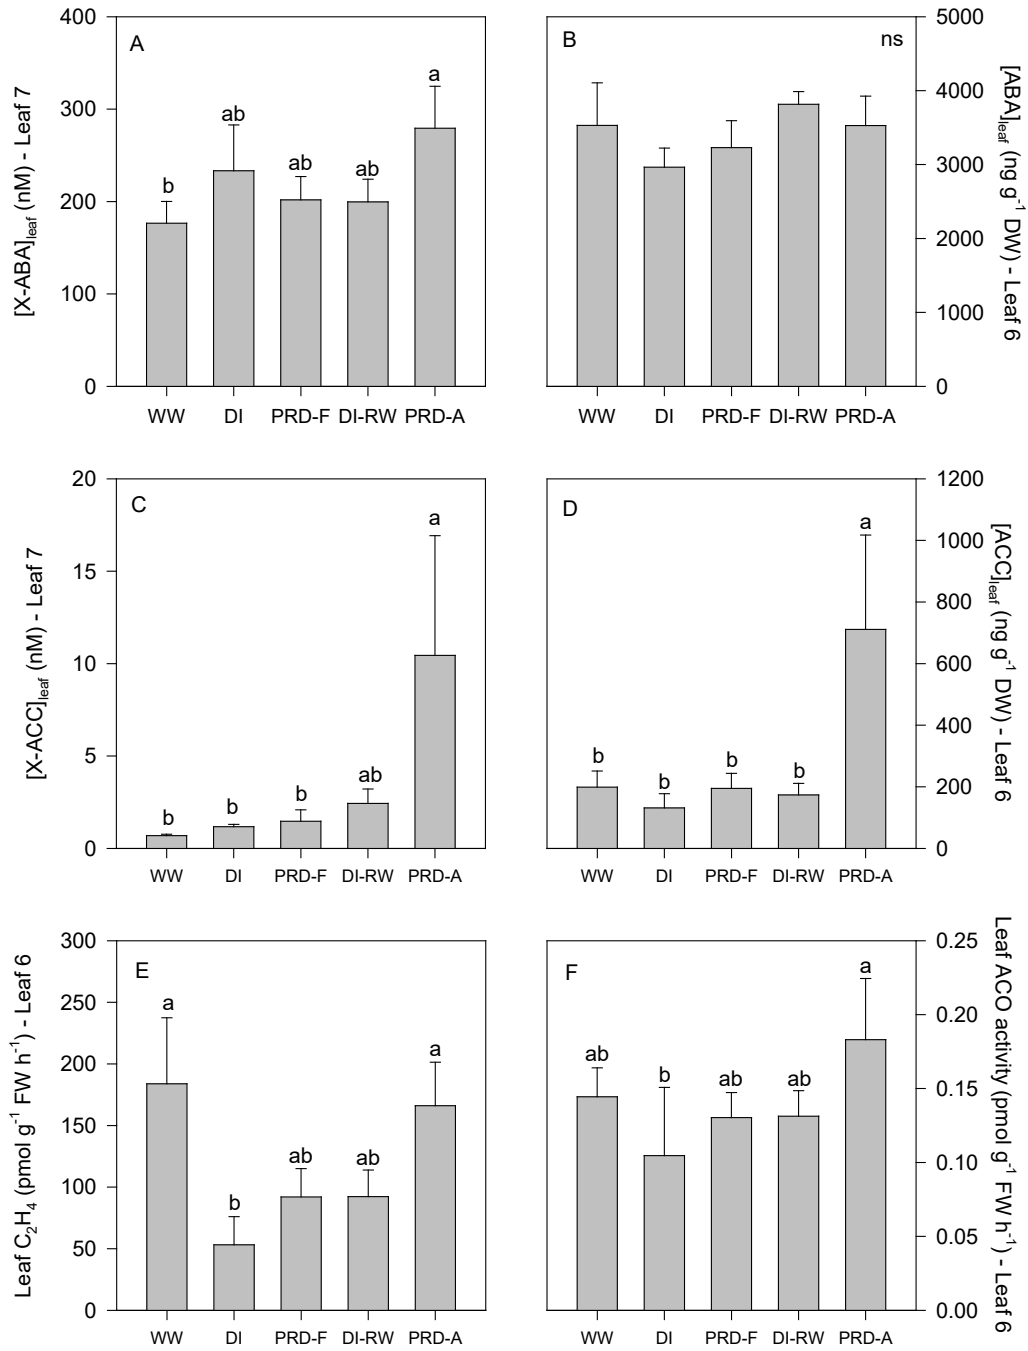 A
[X-ABA]leaf (nM) - Leaf 7
400
300
200
100
0
b
ab
ab
ab
a
WW DI PRD-F DI-RW PRD-A
B
ns
5000
4000
3000
2000
1000
0
[ABA]leaf (ng g-1 DW) - Leaf 6
WW DI PRD-F DI-RW PRD-A
C
[X-ACC]leaf (nM) - Leaf 7
20
15
10
5
0
b
b
b
ab
a
WW DI PRD-F DI-RW PRD-A
D
b
b
b
b
a
1200
1000
800
600
400
200
0
[ACC]leaf (ng g-1 DW) - Leaf 6
WW DI PRD-F DI-RW PRD-A
E
Leaf C2H4 (pmol g-1 FW h-1) - Leaf 6
300
250
200
150
100
50
0
a
b
ab
ab
a
WW DI PRD-F DI-RW PRD-A
F
ab
b
ab
ab
a
0.25
0.20
0.15
0.10
0.05
0.00
Leaf ACO activity (pmol g-1 FW h-1) - Leaf 6
WW DI PRD-F DI-RW PRD-A